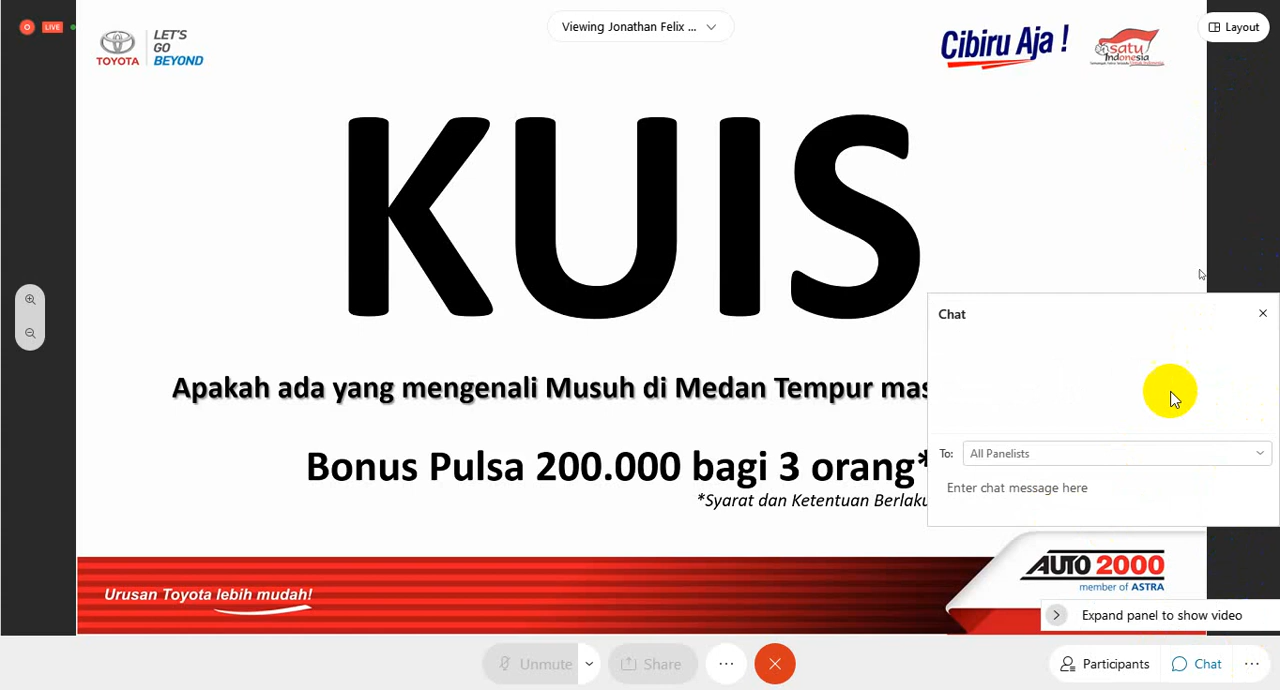 LIVE
Viewing Jonathan Felix ...
Layout
TOYOTA
LET'S
GO
BEYOND
Cibiru Aja !
satu
Indonesia
KUIS
Apakah ada yang mengenali Musuh di Medan Tempur mas
Bonus Pulsa 200.000 bagi 3 orang*
*Syarat dan Ketentuan Berlaku
Chat
To:
All Panelists
Enter chat message here
Urusan Toyota lebih mudah!
AUTO 2000
member of ASTRA
Expand panel to show video
Unmute
Share
Participants
Chat